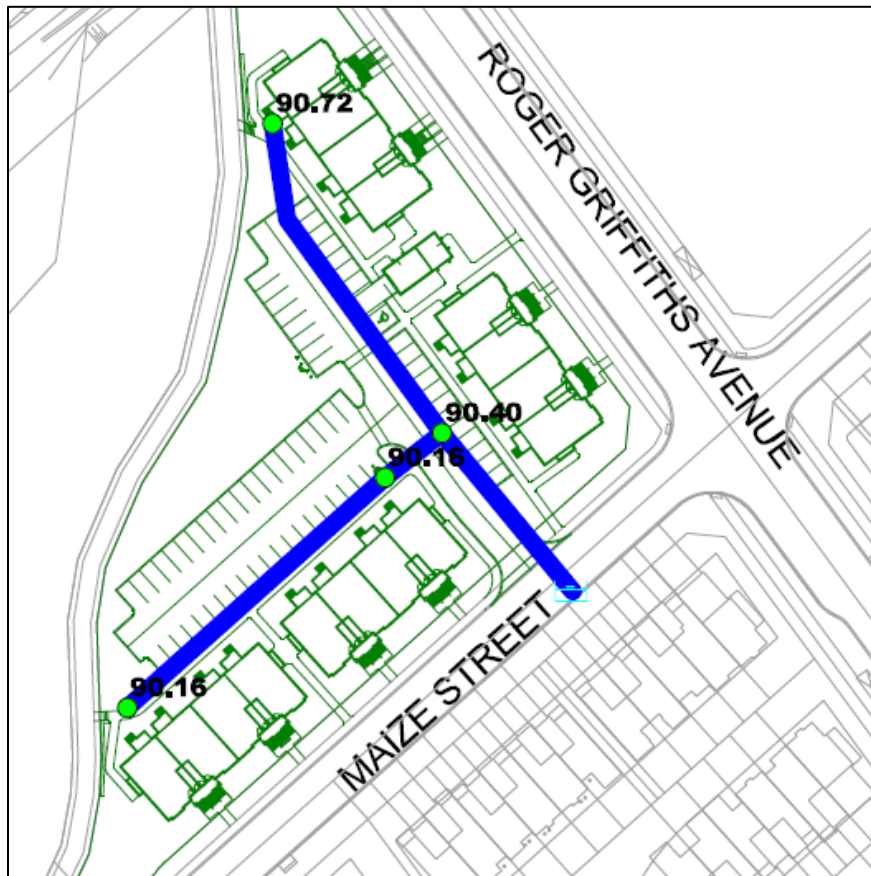 90.72
ROGER GRIFFITHS AVENUE
90.40
90.16
90.16
MAIZE STREET